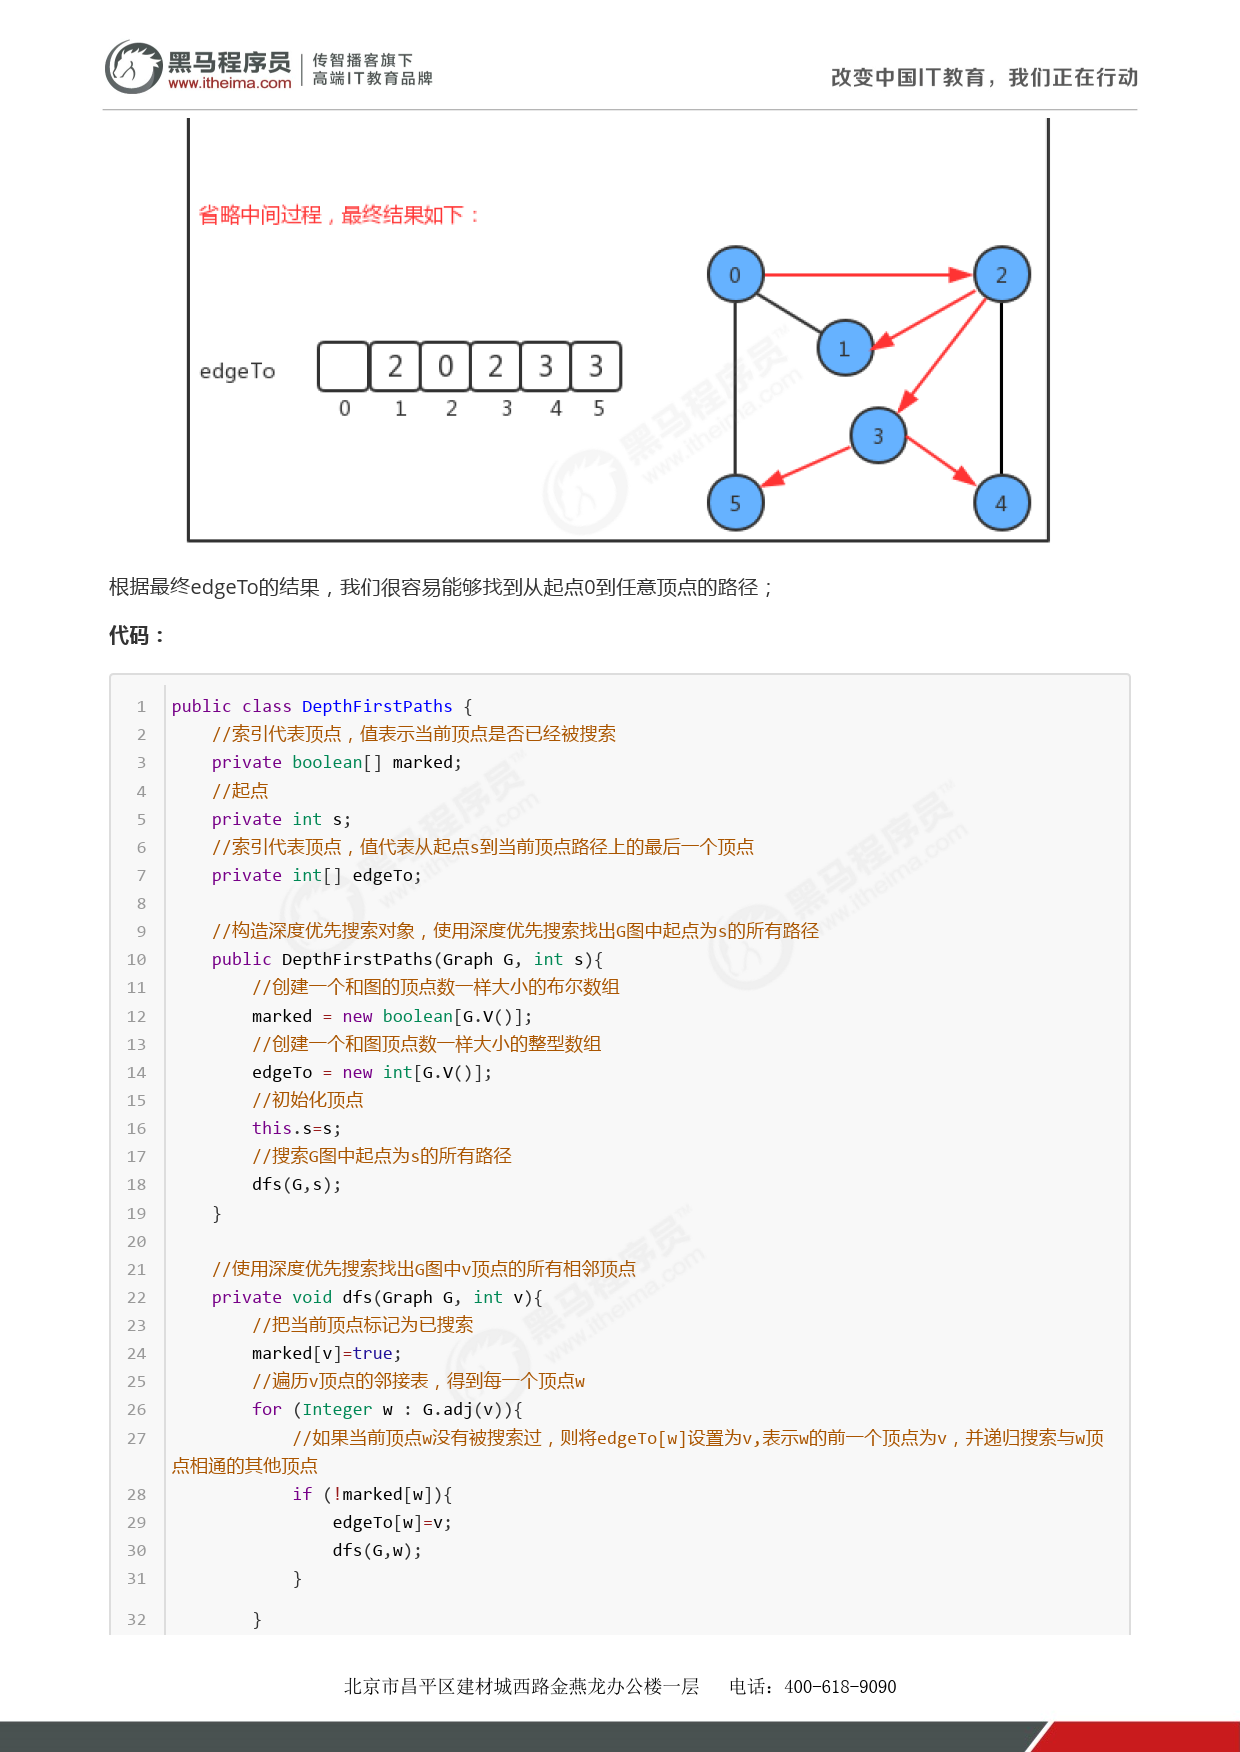 黑马程序员
www.itheima.com
传智播客旗下
高端IT教育品牌
改变中国IT教育，我们正在行动
省略中间过程，最终结果如下：
edgeTo 2 0 2 3 3
0 1 2 3 4 5
0 2
1
3
5 4
根据最终edgeTo的结果，我们很容易能够找到从起点0到任意顶点的路径；
代码：
1 public class DepthFirstPaths {
2 //索引代表顶点，值表示当前顶点是否已经被搜索
3 private boolean[] marked;
4 //起点
5 private int s;
6 //索引代表顶点，值代表从起点s到当前顶点路径上的最后一个顶点
7 private int[] edgeTo;
8
9 //构造深度优先搜索对象，使用深度优先搜索找出G图中起点为s的所有路径
10 public DepthFirstPaths(Graph G, int s){
11 //创建一个和图的顶点数一样大小的布尔数组
12 marked = new boolean[G.V()];
13 //创建一个和图顶点数一样大小的整型数组
14 edgeTo = new int[G.V()];
15 //初始化顶点
16 this.s=s;
17 //搜索G图中起点为s的所有路径
18 dfs(G,s);
19 }
20
21 //使用深度优先搜索找出G图中v顶点的所有相邻顶点
22 private void dfs(Graph G, int v){
23 //把当前顶点标记为已搜索
24 marked[v]=true;
25 //遍历v顶点的邻接表，得到每一个顶点w
26 for (Integer w : G.adj(v)){
27 //如果当前顶点w没有被搜索过，则将edgeTo[w]设置为v,表示w的前一个顶点为v，并递归搜索与w顶
点相通的其他顶点
28 if (!marked[w]){
29 edgeTo[w]=v;
30 dfs(G,w);
31 }
32 }
北京市昌平区建材城西路金燕龙办公楼一层 电话：400-618-9090